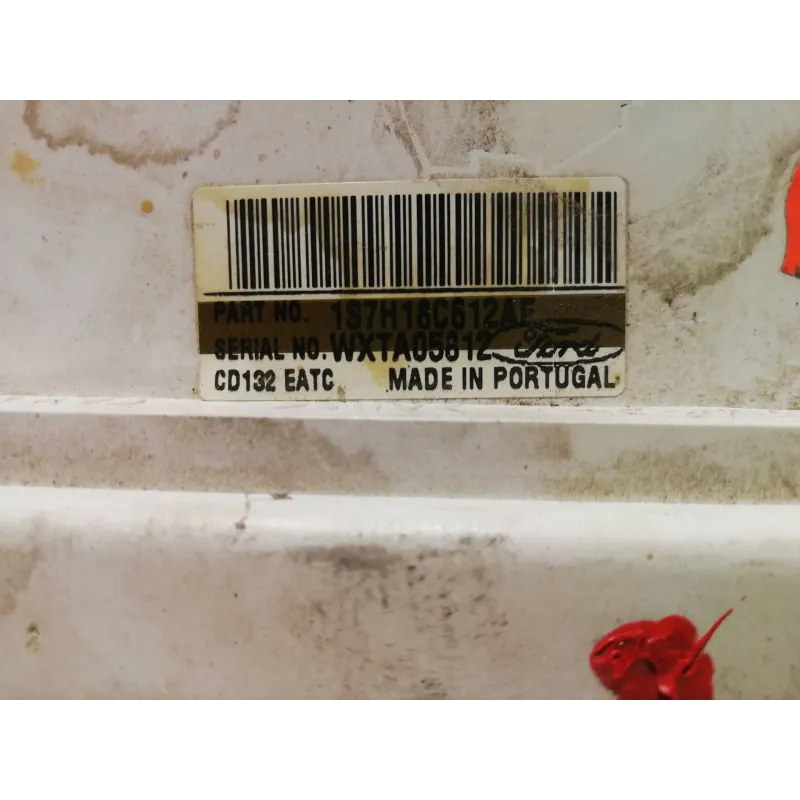 PART NO. 1S7H18C612AE
SERIAL NO. WXTA05812 Ford
CD132 EATC MADE IN PORTUGAL